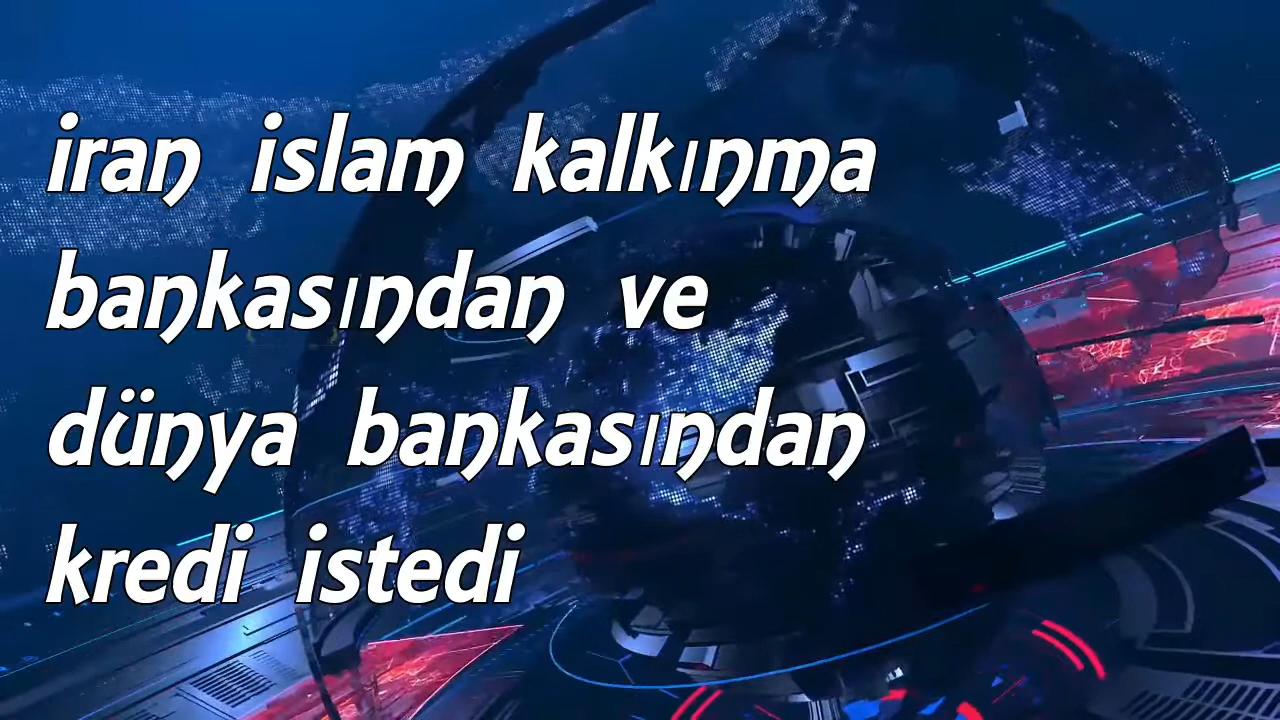 iran islam kalkınma
bankasından ve
dünya bankasından
kredi istedi